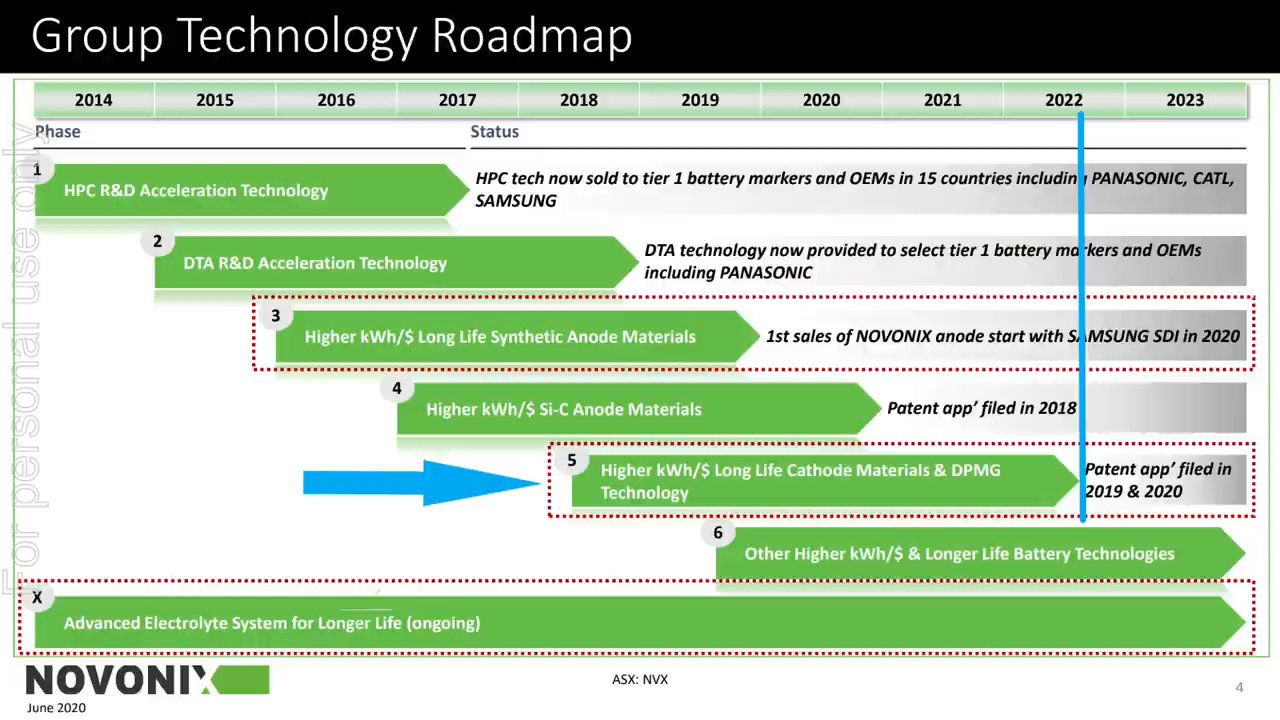 Group Technology Roadmap
2014 2015 2016 2017 2018 2019 2020 2021 2022 2023
Phase Status
1
HPC R&D Acceleration Technology
HPC tech now sold to tier 1 battery markers and OEMs in 15 countries including PANASONIC, CATL,
SAMSUNG
2
DTA R&D Acceleration Technology
DTA technology now provided to select tier 1 battery markers and OEMs
including PANASONIC
3
Higher kWh/$ Long Life Synthetic Anode Materials
1st sales of NOVONIX anode start with SAMSUNG SDI in 2020
4
Higher kWh/$ Si-C Anode Materials
Patent app’ filed in 2018
5
Higher kWh/$ Long Life Cathode Materials & DPMG
Technology
Patent app’ filed in
2019 & 2020
6
Other Higher kWh/$ & Longer Life Battery Technologies
X
Advanced Electrolyte System for Longer Life (ongoing)
For personal use only
NOVONIX
June 2020
ASX: NVX
4